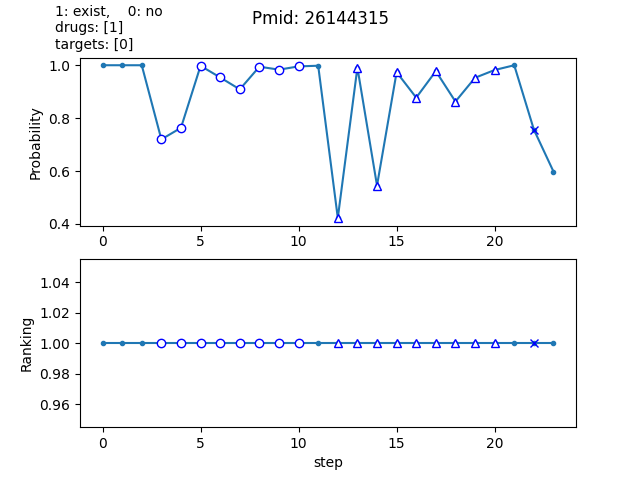 1: exist,    0: no
drugs: [1]
targets: [0]
Pmid: 26144315
Probability
1.0
0.8
0.6
0.4
0 5 10 15 20
Ranking
1.04
1.02
1.00
0.98
0.96
0 5 10 15 20
step